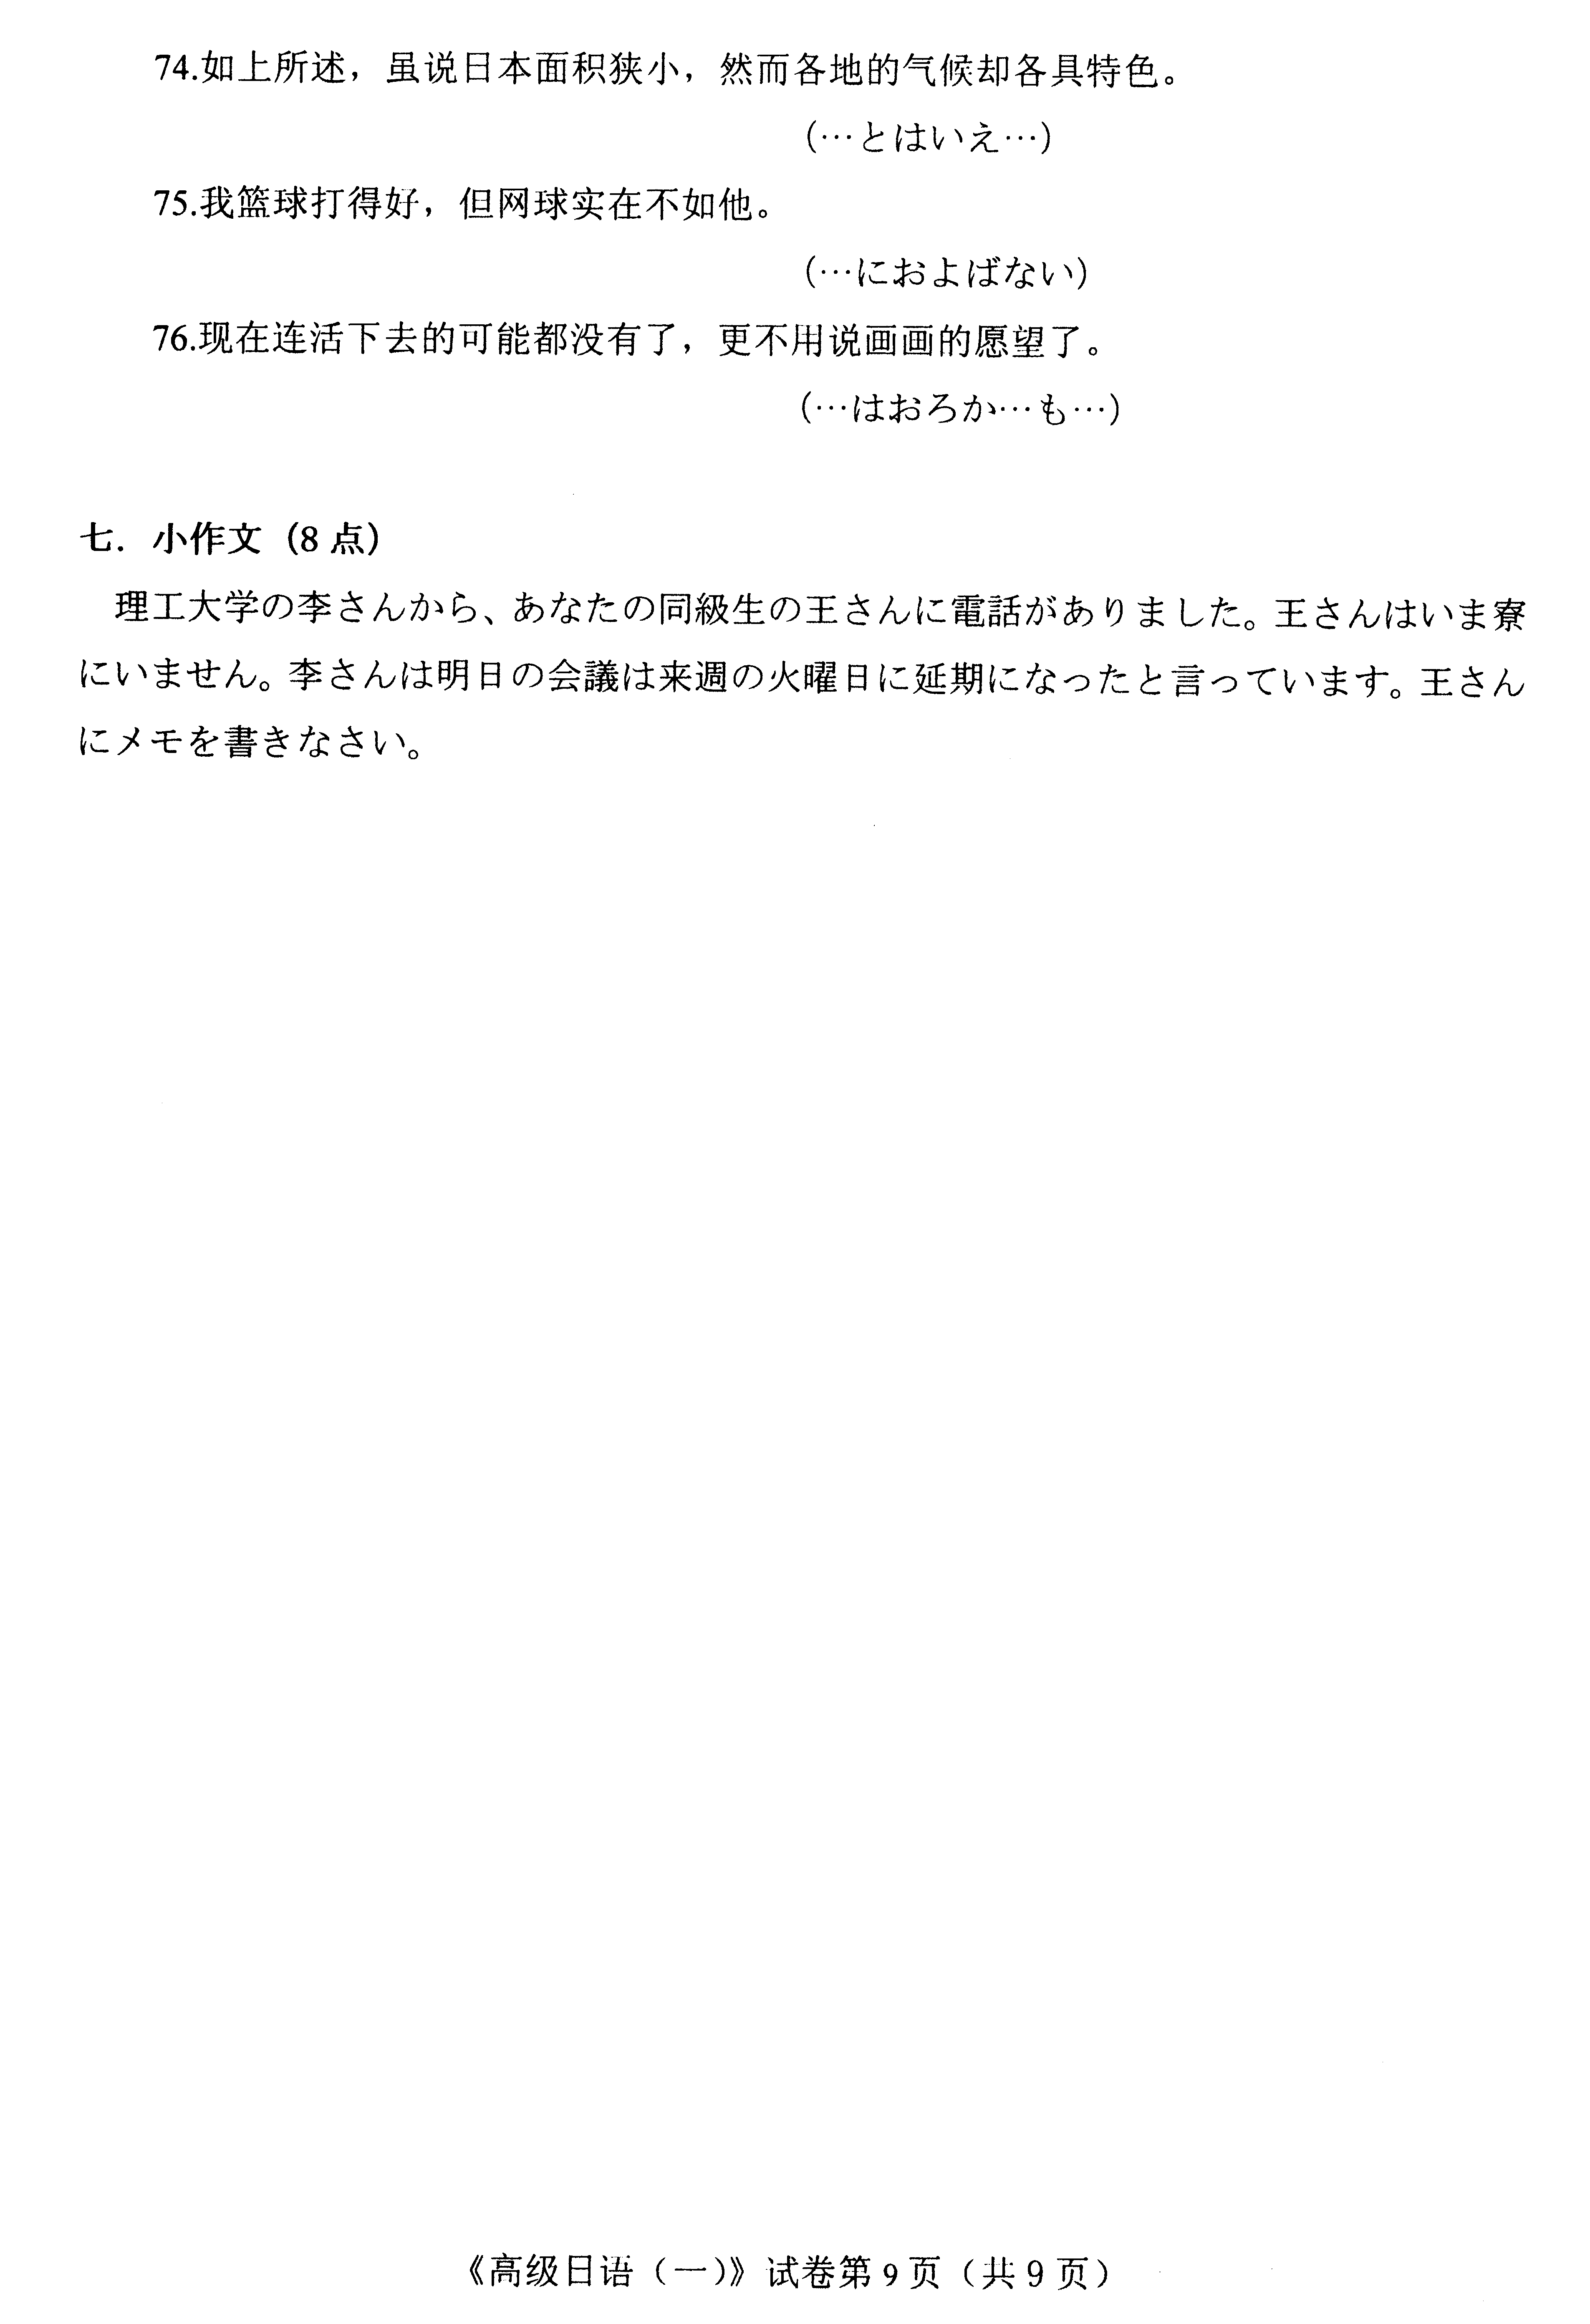 74.如上所述，虽说日本面积狭小，然而各地的气候却各具特色。
(…とはいえ…)
75.我篮球打得好，但网球实在不如他。
(…におよばない)
76.现在连活下去的可能都没有了，更不用说画画的愿望了。
(…はおろか…も…)
七．小作文（8 点）
理工大学の李さんから、あなたの同級生の王さんに電話がありました。王さんはいま寮
にいません。李さんは明日の会議は来週の火曜日に延期になったと言っています。王さん
にメモを書きなさい。
《高级日语（一）》试卷第 9 页（共 9 页）